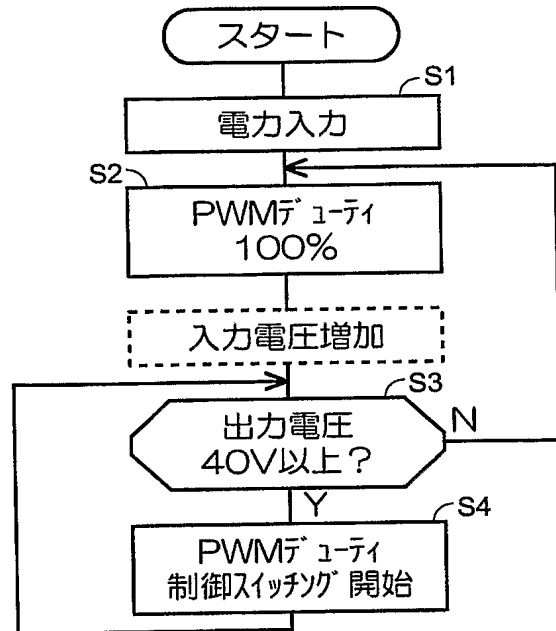 スタート
S1
電力入力
S2
PWMﾃﾞｭｰﾃｨ
100%
入力電圧増加
S3
出力電圧
40V以上？
N
Y
S4
PWMﾃﾞｭｰﾃｨ
制御ｽｲｯﾁﾝｸﾞ開始